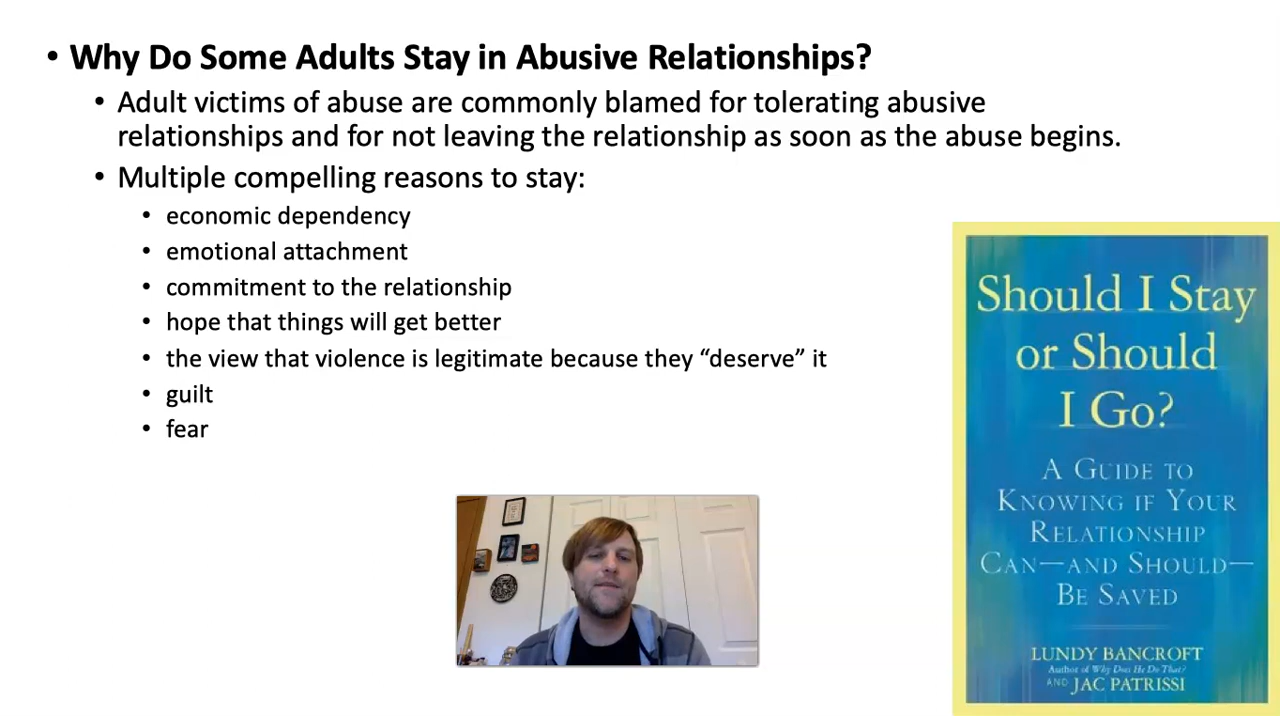 • Why Do Some Adults Stay in Abusive Relationships?
• Adult victims of abuse are commonly blamed for tolerating abusive
relationships and for not leaving the relationship as soon as the abuse begins.
• Multiple compelling reasons to stay:
• economic dependency
• emotional attachment
• commitment to the relationship
• hope that things will get better
• the view that violence is legitimate because they “deserve” it
• guilt
• fear
Should I Stay
or Should
I Go?
A Guide to
Knowing if Your
Relationship
Can—and Should—
Be Saved
LUNDY BANCROFT
Author of Why Does He Do That?
AND JAC PATRISSI